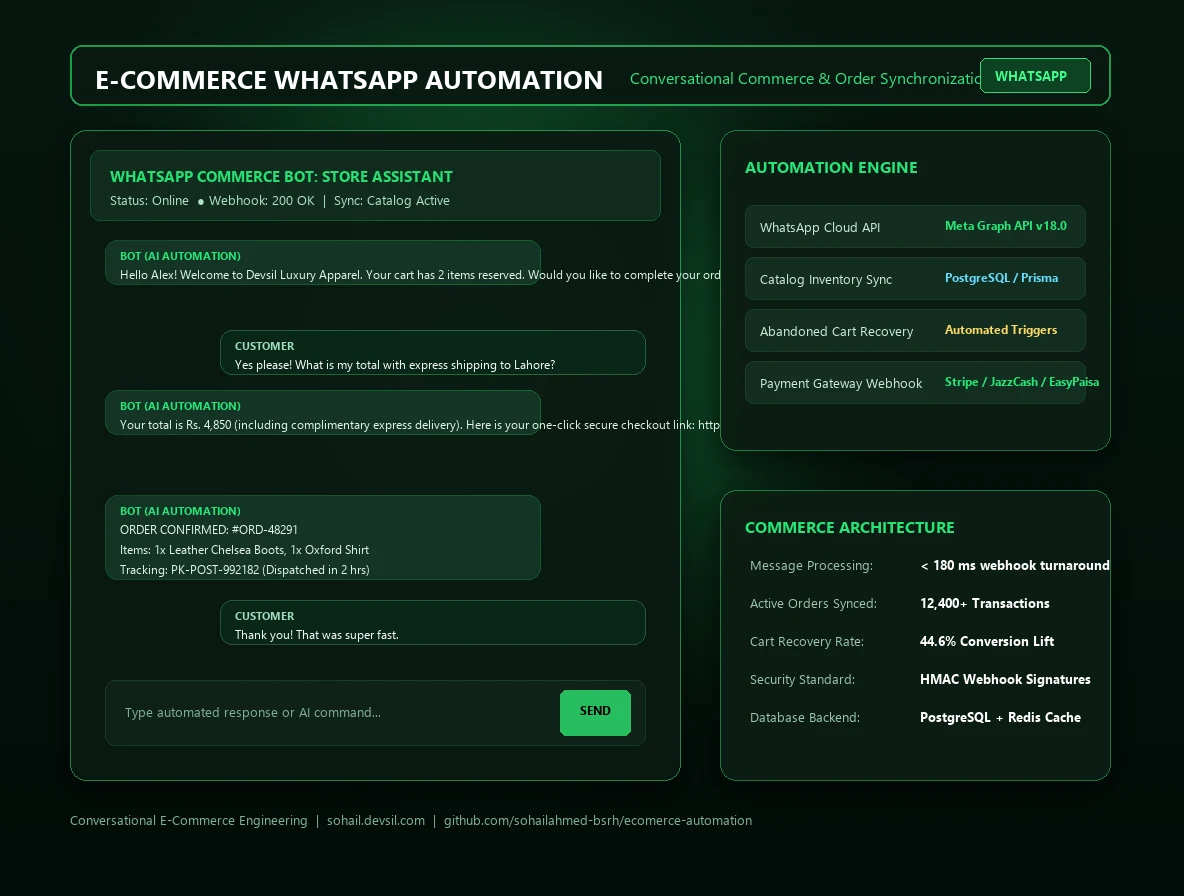 E-COMMERCE WHATSAPP AUTOMATION
Conversational Commerce & Order Synchronizatic
WHATSAPP
WHATSAPP COMMERCE BOT: STORE ASSISTANT
Status: Online ● Webhook: 200 OK | Sync: Catalog Active
BOT (AI AUTOMATION)
Hello Alex! Welcome to Devsil Luxury Apparel. Your cart has 2 items reserved. Would you like to complete your ord
CUSTOMER
Yes please! What is my total with express shipping to Lahore?
BOT (AI AUTOMATION)
Your total is Rs. 4,850 (including complimentary express delivery). Here is your one-click secure checkout link: http
BOT (AI AUTOMATION)
ORDER CONFIRMED: #ORD-48291
Items: 1x Leather Chelsea Boots, 1x Oxford Shirt
Tracking: PK-POST-992182 (Dispatched in 2 hrs)
CUSTOMER
Thank you! That was super fast.
Type automated response or AI command...
SEND
AUTOMATION ENGINE
WhatsApp Cloud API Meta Graph API v18.0
Catalog Inventory Sync PostgreSQL / Prisma
Abandoned Cart Recovery Automated Triggers
Payment Gateway Webhook Stripe / JazzCash / EasyPaisa
COMMERCE ARCHITECTURE
Message Processing: < 180 ms webhook turnaround
Active Orders Synced: 12,400+ Transactions
Cart Recovery Rate: 44.6% Conversion Lift
Security Standard: HMAC Webhook Signatures
Database Backend: PostgreSQL + Redis Cache
Conversational E-Commerce Engineering | sohail.devsil.com | github.com/sohailahmed-bsrh/ecomerce-automation